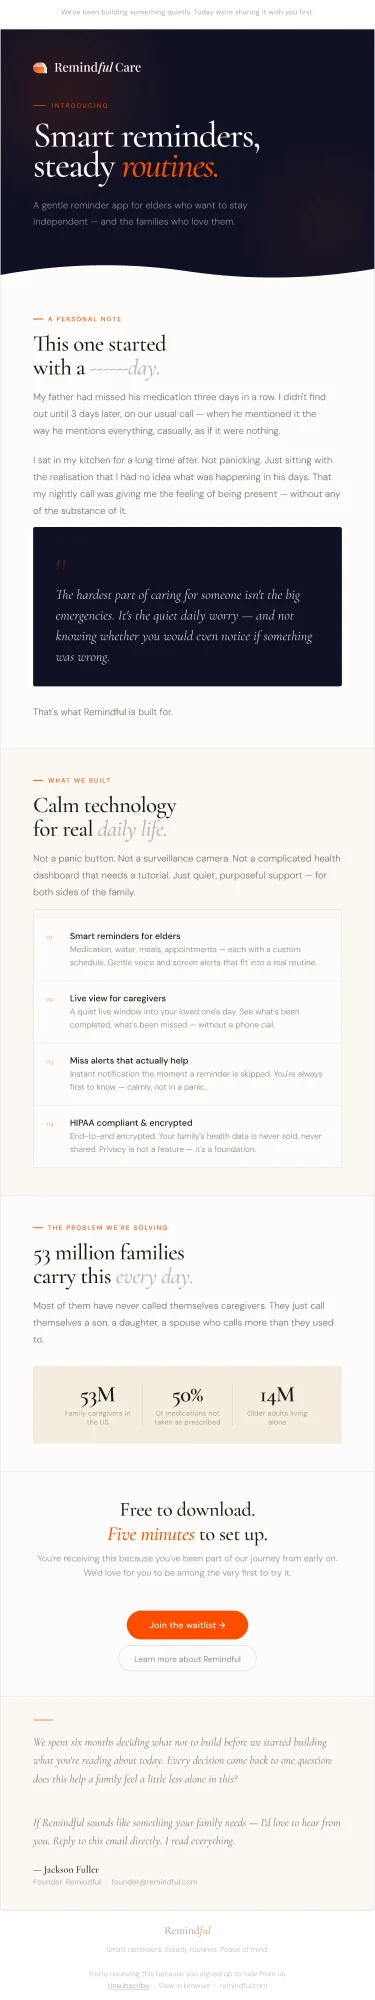 We've been building something quietly. Today we're sharing it with you first.
Remindful Care
INTRODUCING
Smart reminders,
steady routines.
A gentle reminder app for elders who want to stay
independent — and the families who love them.
A PERSONAL NOTE
This one started
with a ------day.
My father had missed his medication three days in a row. I didn't find
out until 3 days later, on our usual call — when he mentioned it the
way he mentions everything, casually, as if it were nothing.
I sat in my kitchen for a long time after. Not panicking. Just sitting with
the realisation that I had no idea what was happening in his days. That
my nightly call was giving me the feeling of being present — without any
of the substance of it.
"
The hardest part of caring for someone isn't the big
emergencies. It's the quiet daily worry — and not
knowing whether you would even notice if something
was wrong.
That's what Remindful is built for.
WHAT WE BUILT
Calm technology
for real daily life.
Not a panic button. Not a surveillance camera. Not a complicated health
dashboard that needs a tutorial. Just quiet, purposeful support — for
both sides of the family.
01
Smart reminders for elders
Medication, water, meals, appointments — each with a custom
schedule. Gentle voice and screen alerts that fit into a real routine.
02
Live view for caregivers
A quiet live window into your loved one's day. See what's been
completed, what's been missed — without a phone call.
03
Miss alerts that actually help
Instant notification the moment a reminder is skipped. You're always
first to know — calmly, not in a panic.
04
HIPAA compliant & encrypted
End-to-end encrypted. Your family's health data is never sold, never
shared. Privacy is not a feature — it's a foundation.
THE PROBLEM WE'RE SOLVING
53 million families
carry this every day.
Most of them have never called themselves caregivers. They just call
themselves a son, a daughter, a spouse who calls more than they used
to.
53M
Family caregivers in
the US
50%
Of medications not
taken as prescribed
14M
Older adults living
alone
Free to download.
Five minutes to set up.
You're receiving this because you've been part of our journey from early on.
We'd love for you to be among the very first to try it.
Join the waitlist →
Learn more about Remindful
We spent six months deciding what not to build before we started building
what you're reading about today. Every decision came back to one question:
does this help a family feel a little less alone in this?
If Remindful sounds like something your family needs — I'd love to hear from
you. Reply to this email directly. I read everything.
— Jackson Fuller
Founder, Remindful · founder@remindful.com
Remindful
Smart reminders. Steady routines. Peace of mind.
You're receiving this because you signed up to hear from us.
Unsubscribe · View in browser · remindful.com